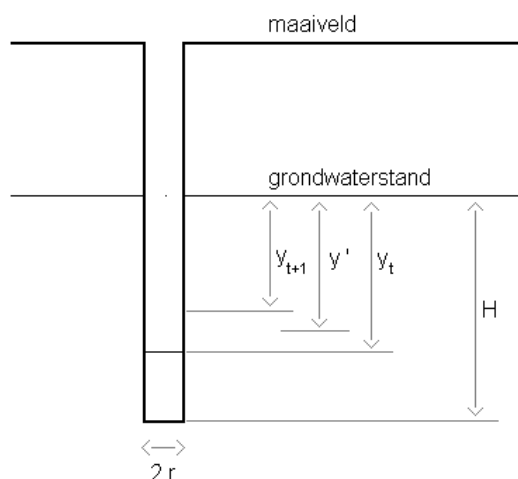 maaiveld
grondwaterstand
y t+1
y '
y t
H
2 r